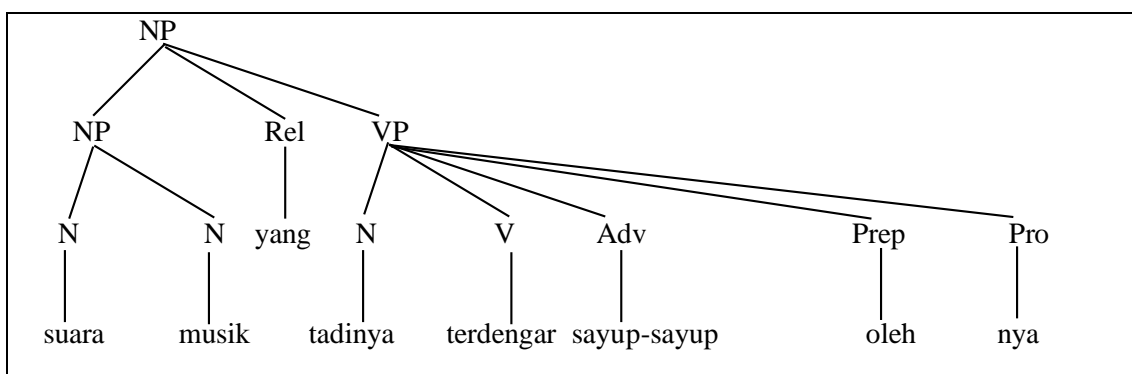 NP
NP Rel VP
N N yang N V Adv Prep Pro
suara musik tadinya terdengar sayup-sayup oleh nya